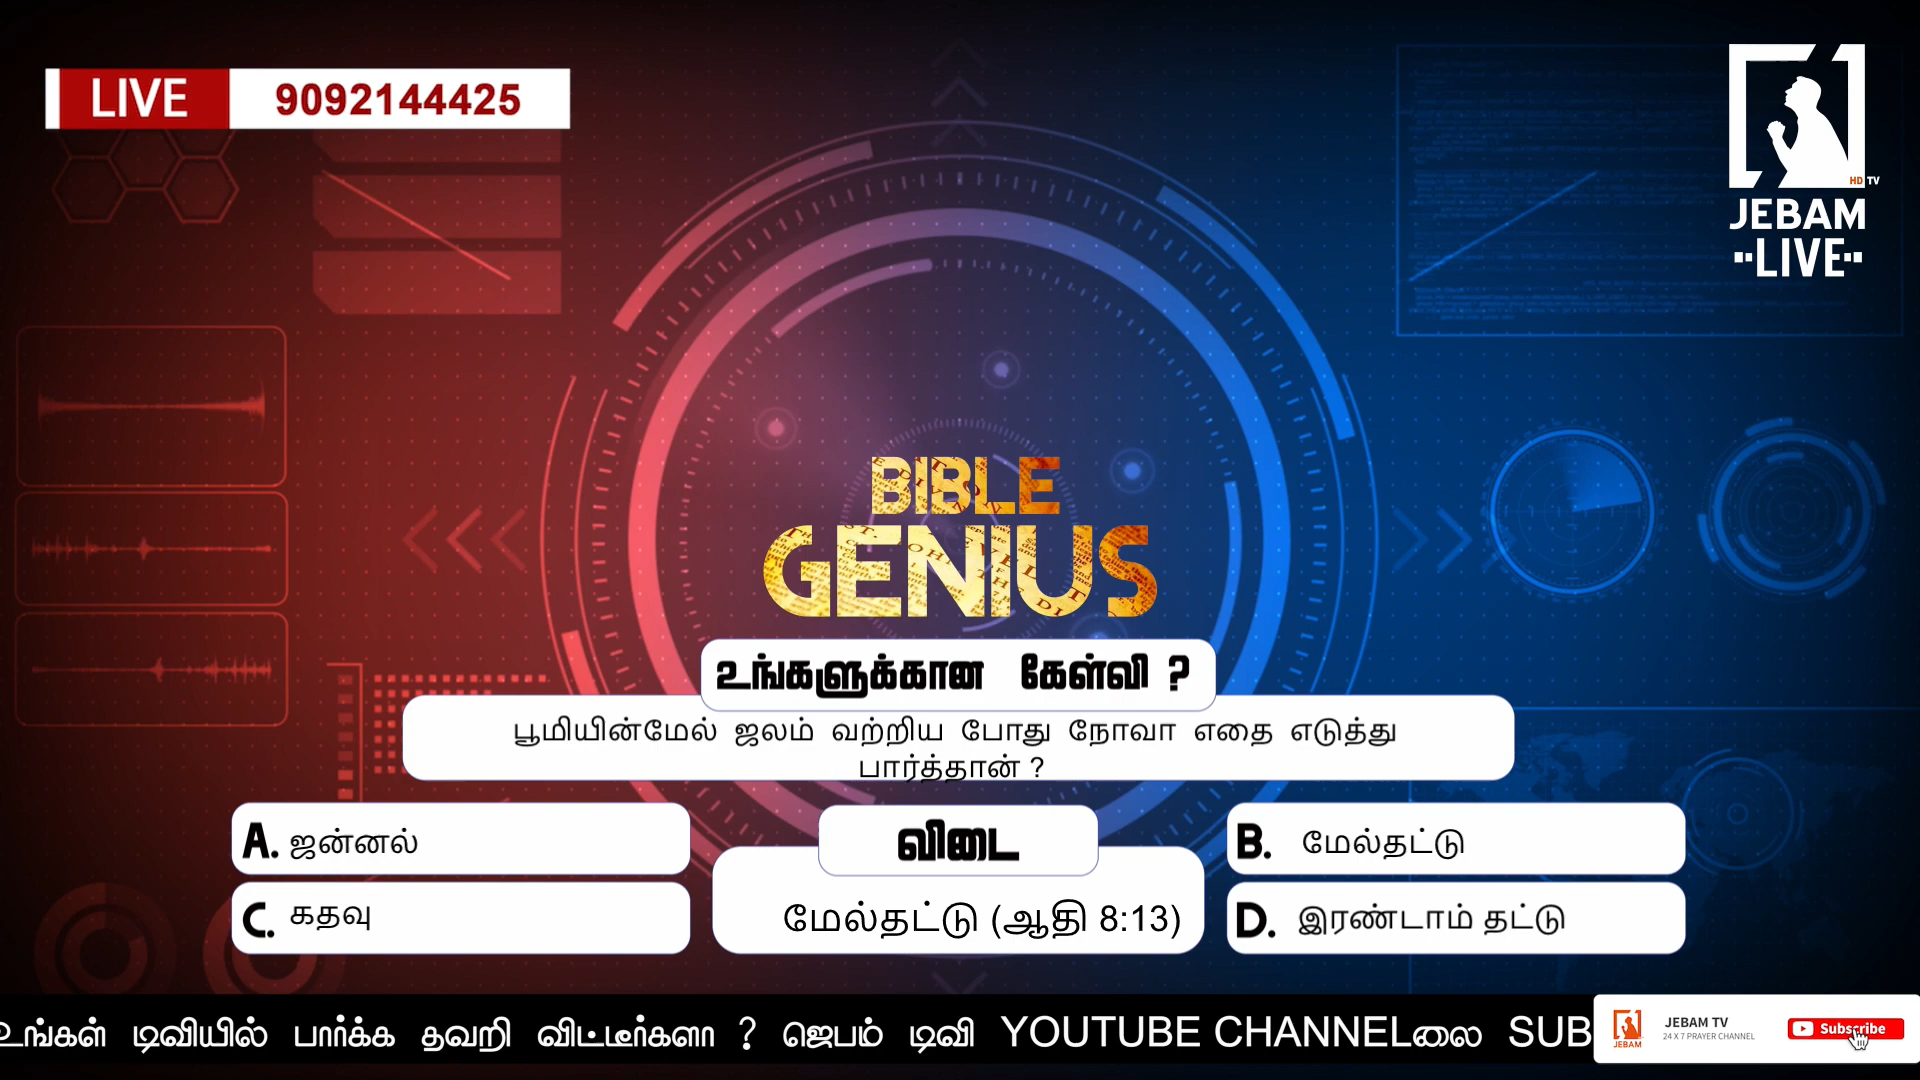 LIVE 9092144425
HD TV
JEBAM
LIVE
BIBLE
GENIUS
உங்களுக்கான கேள்வி ?
பூமியின்மேல் ஜலம் வற்றிய போது நோவா எதை எடுத்து
பார்த்தான் ?
A. ஜன்னல்
விடை
B. மேல்தட்டு
C. கதவு
மேல்தட்டு (ஆதி 8:13)
D. இரண்டாம் தட்டு
உங்கள் டிவியில் பார்க்க தவறி விட்டீர்களா ? ஜெபம் டிவி YOUTUBE CHANNELலை SUB
JEBAM
JEBAM TV
24 X 7 PRAYER CHANNEL
Subscribe